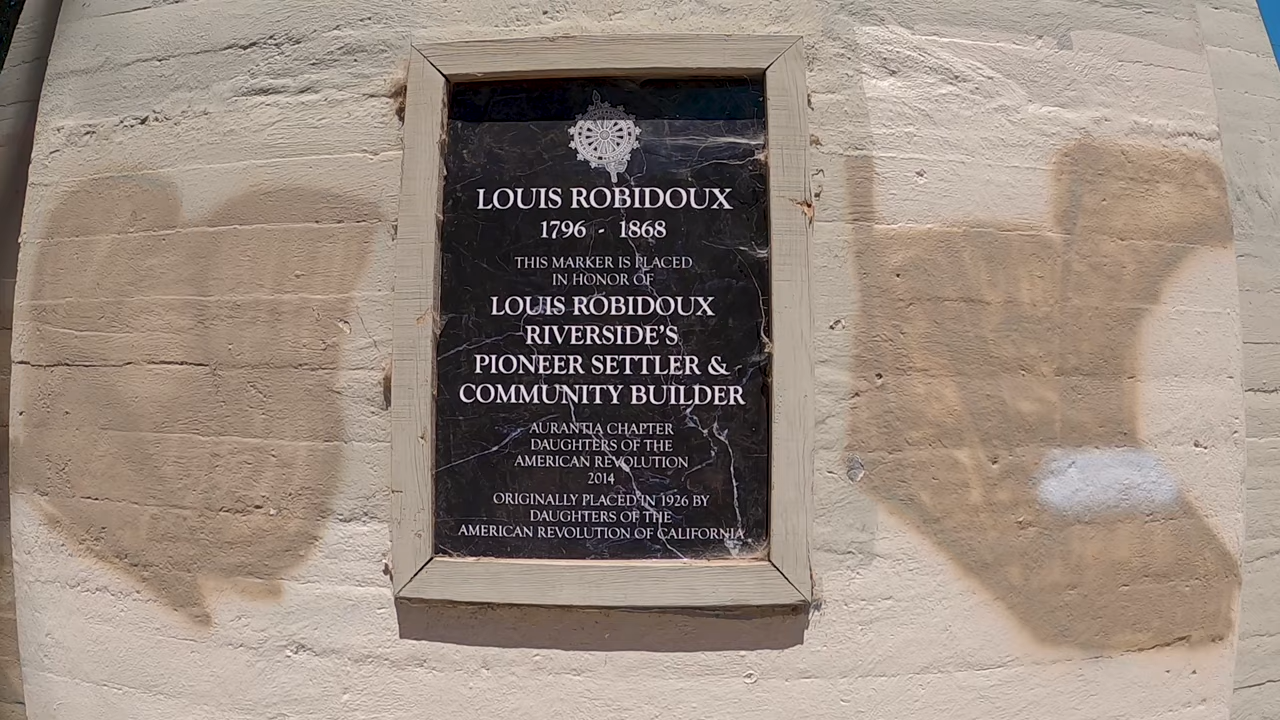 LOUIS ROBIDOUX
1796 - 1868
THIS MARKER IS PLACED
IN HONOR OF
LOUIS ROBIDOUX
RIVERSIDE'S
PIONEER SETTLER &
COMMUNITY BUILDER
AURANTIA CHAPTER
DAUGHTERS OF THE
AMERICAN REVOLUTION
2014
ORIGINALLY PLACED IN 1926 BY
DAUGHTERS OF THE
AMERICAN REVOLUTION OF CALIFORNIA